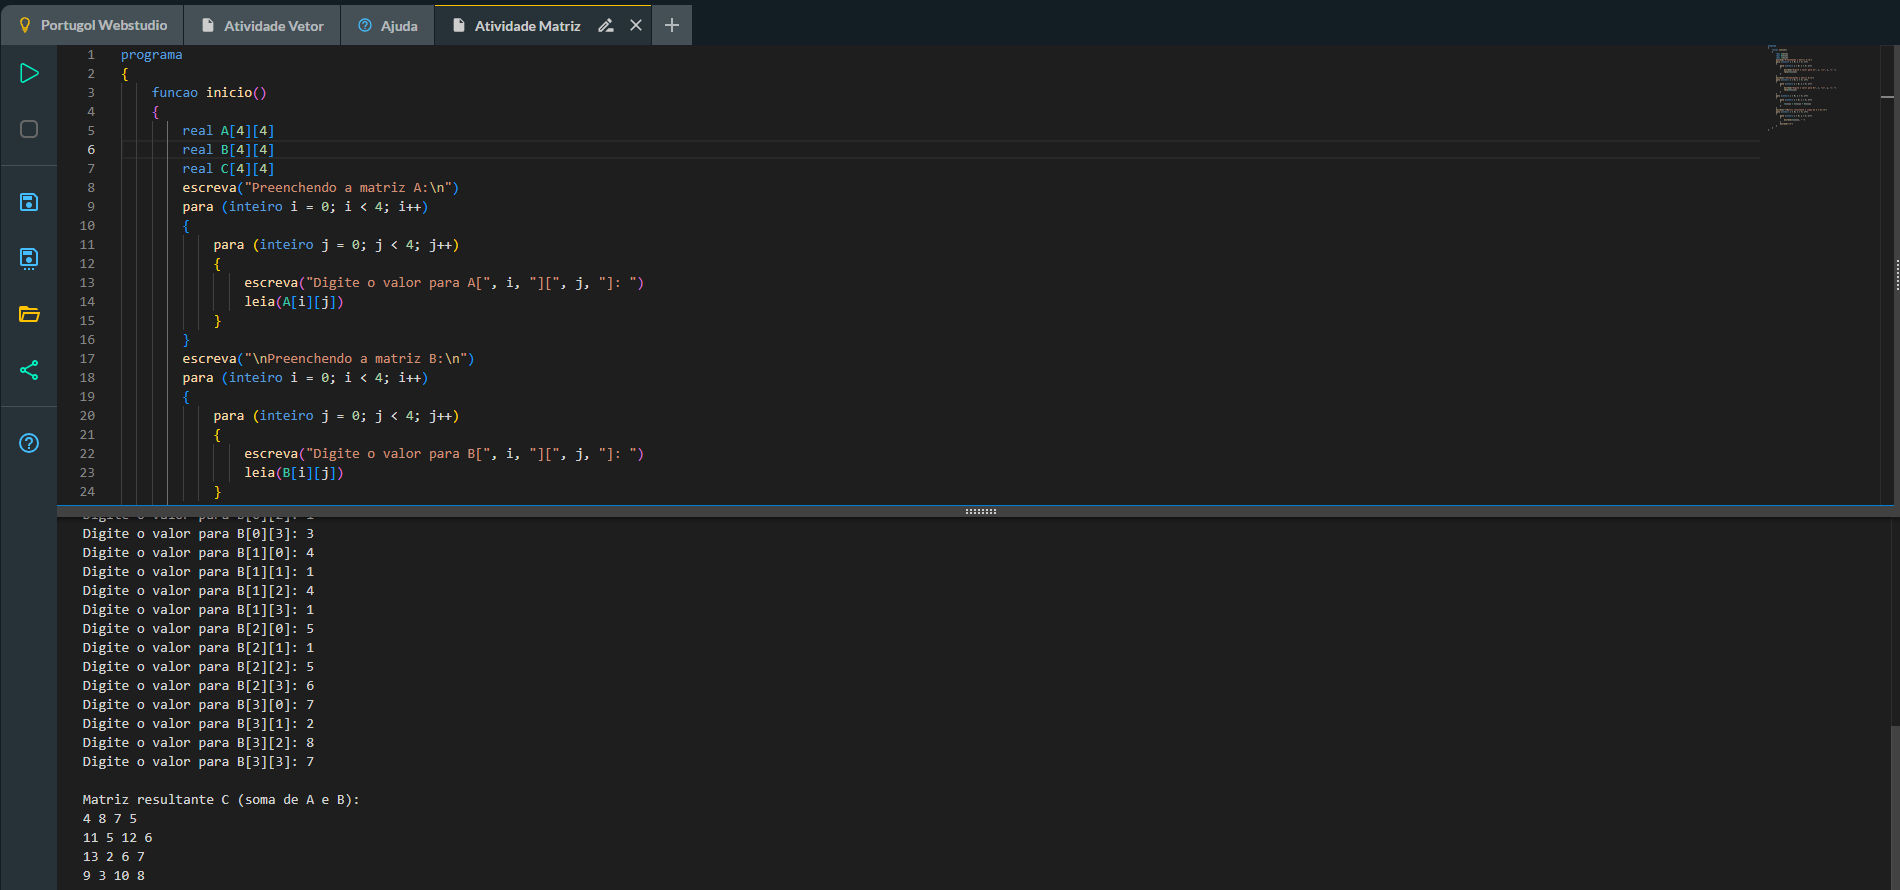 Portugol Webstudio
Atividade Vetor
Ajuda
Atividade Matriz
1 programa
2 {
3 funcao inicio()
4 {
5 real A[4][4]
6 real B[4][4]
7 real C[4][4]
8 escreva("Preenchendo a matriz A:\n")
9 para (inteiro i = 0; i < 4; i++)
10 {
11 para (inteiro j = 0; j < 4; j++)
12 {
13 escreva("Digite o valor para A[", i, "][", j, "]: ")
14 leia(A[i][j])
15 }
16 }
17 escreva("\nPreenchendo a matriz B:\n")
18 para (inteiro i = 0; i < 4; i++)
19 {
20 para (inteiro j = 0; j < 4; j++)
21 {
22 escreva("Digite o valor para B[", i, "][", j, "]: ")
23 leia(B[i][j])
24 }
Digite o valor para B[0][3]: 3
Digite o valor para B[1][0]: 4
Digite o valor para B[1][1]: 1
Digite o valor para B[1][2]: 4
Digite o valor para B[1][3]: 1
Digite o valor para B[2][0]: 5
Digite o valor para B[2][1]: 1
Digite o valor para B[2][2]: 5
Digite o valor para B[2][3]: 6
Digite o valor para B[3][0]: 7
Digite o valor para B[3][1]: 2
Digite o valor para B[3][2]: 8
Digite o valor para B[3][3]: 7
Matriz resultante C (soma de A e B):
4 8 7 5
11 5 12 6
13 2 6 7
9 3 10 8